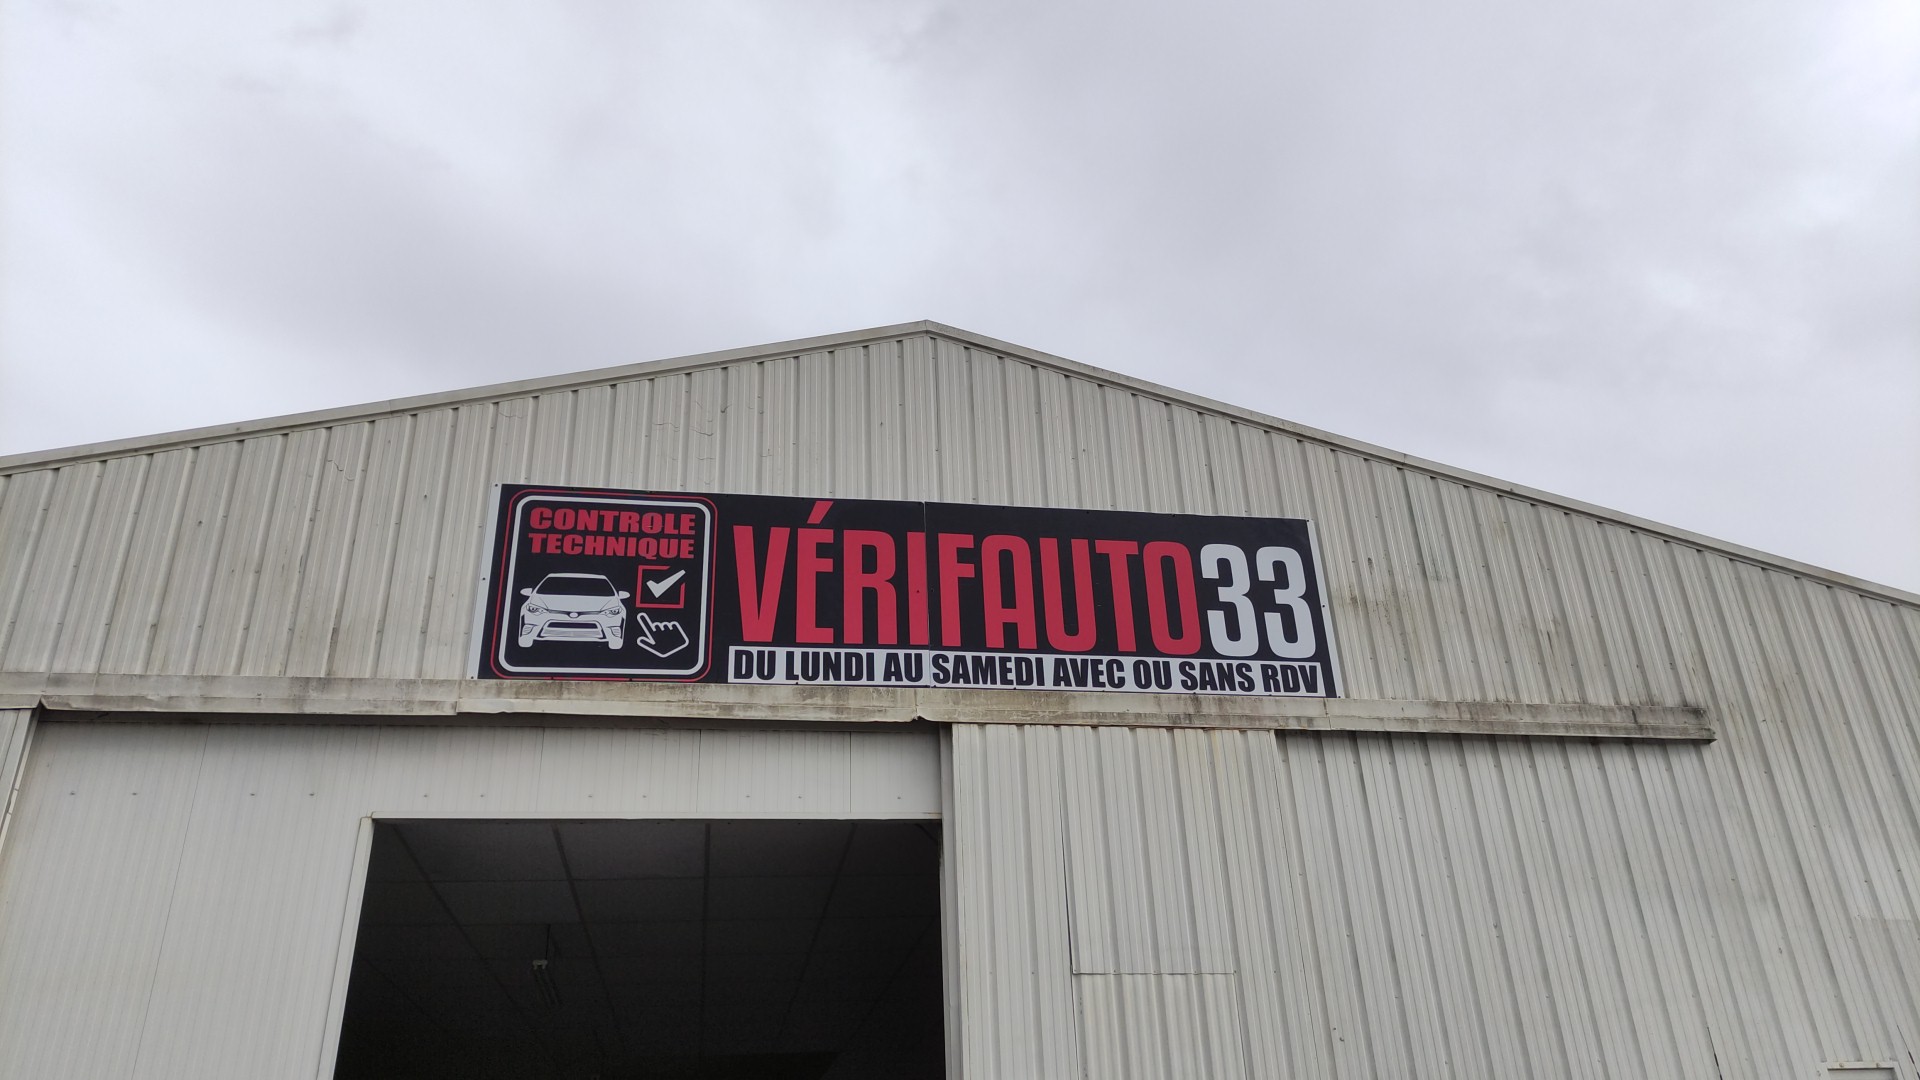 CONTROLE
TECHNIQUE
VÉRIFAUTO33
DU LUNDI AU SAMEDI AVEC OU SANS RDV